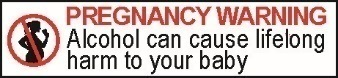 PREGNANCY WARNING
Alcohol can cause lifelong
harm to your baby